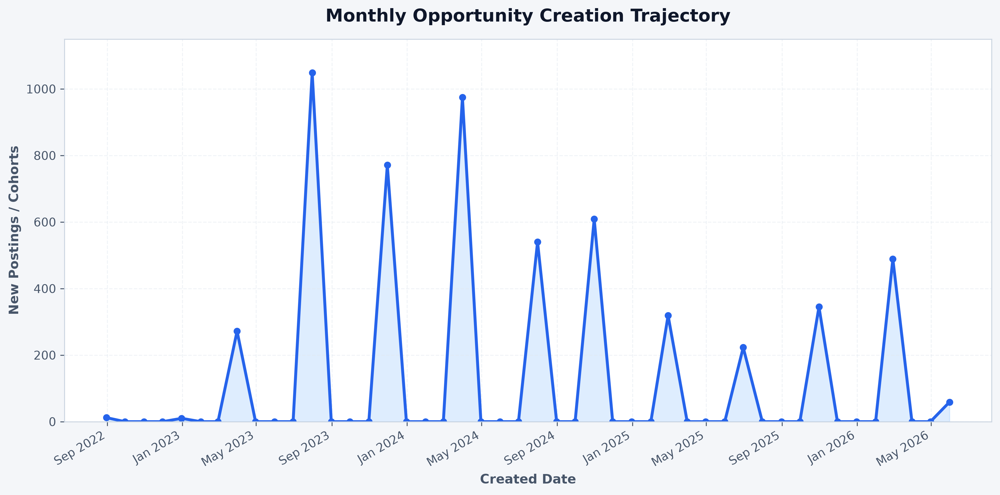 Monthly Opportunity Creation Trajectory
New Postings / Cohorts
1000
800
600
400
200
0
Sep 2022
Jan 2023
May 2023
Sep 2023
Jan 2024
May 2024
Sep 2024
Jan 2025
May 2025
Sep 2025
Jan 2026
May 2026
Created Date